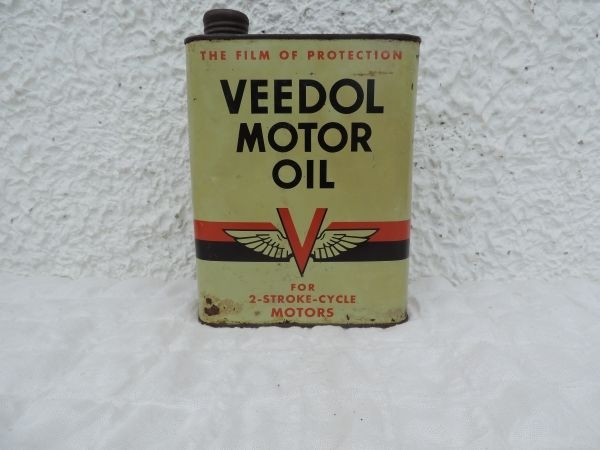 THE FILM OF PROTECTION
VEEDOL
MOTOR
OIL
V
FOR
2-STROKE-CYCLE
MOTORS